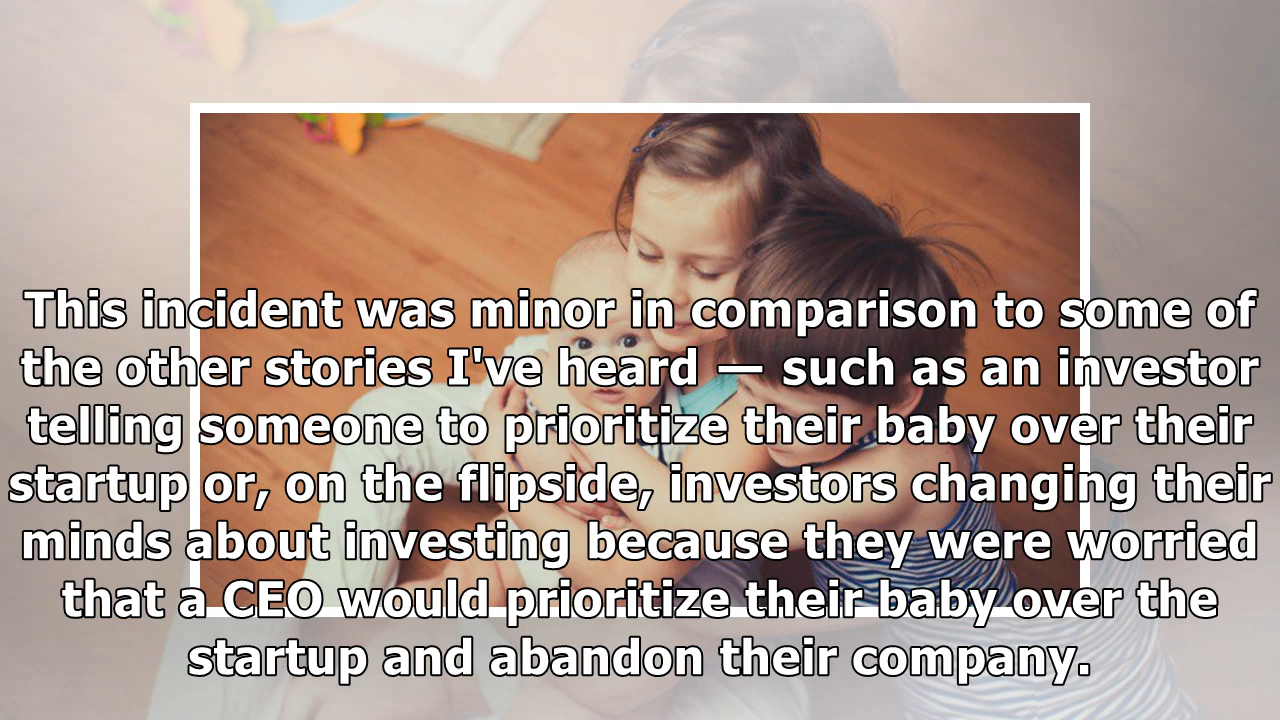 This incident was minor in comparison to some of
the other stories I've heard — such as an investor
telling someone to prioritize their baby over their
startup or, on the flipside, investors changing their
minds about investing because they were worried
that a CEO would prioritize their baby over the
startup and abandon their company.